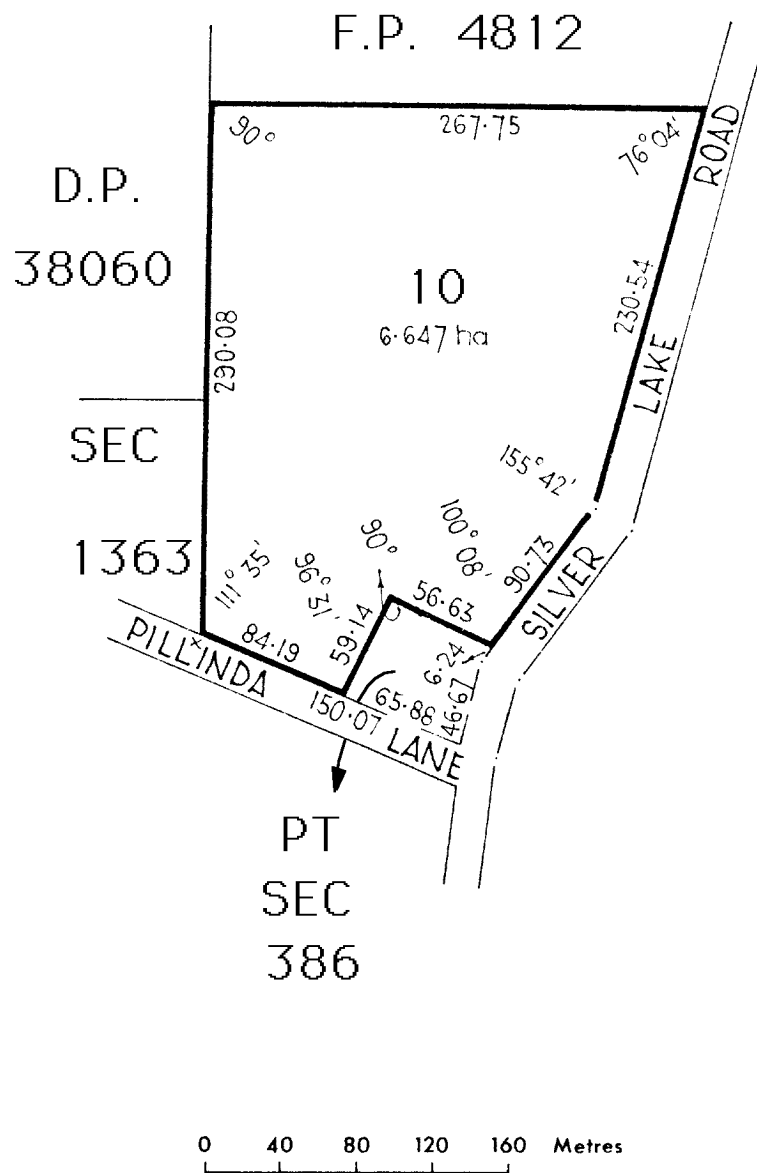 F.P. 4812
90°
267·75
76°04'
ROAD
D.P.
38060
10
6·647 ha
290·08
230·54
LAKE
SEC
1363
155°42'
100°08'
90°
96°31'
111°35'
56·63
90·73
SILVER
59·14
84·19
PILLINDA
6·24
46·67
65·88
150·07
LANE
PT
SEC
386
0 40 80 120 160 Metres